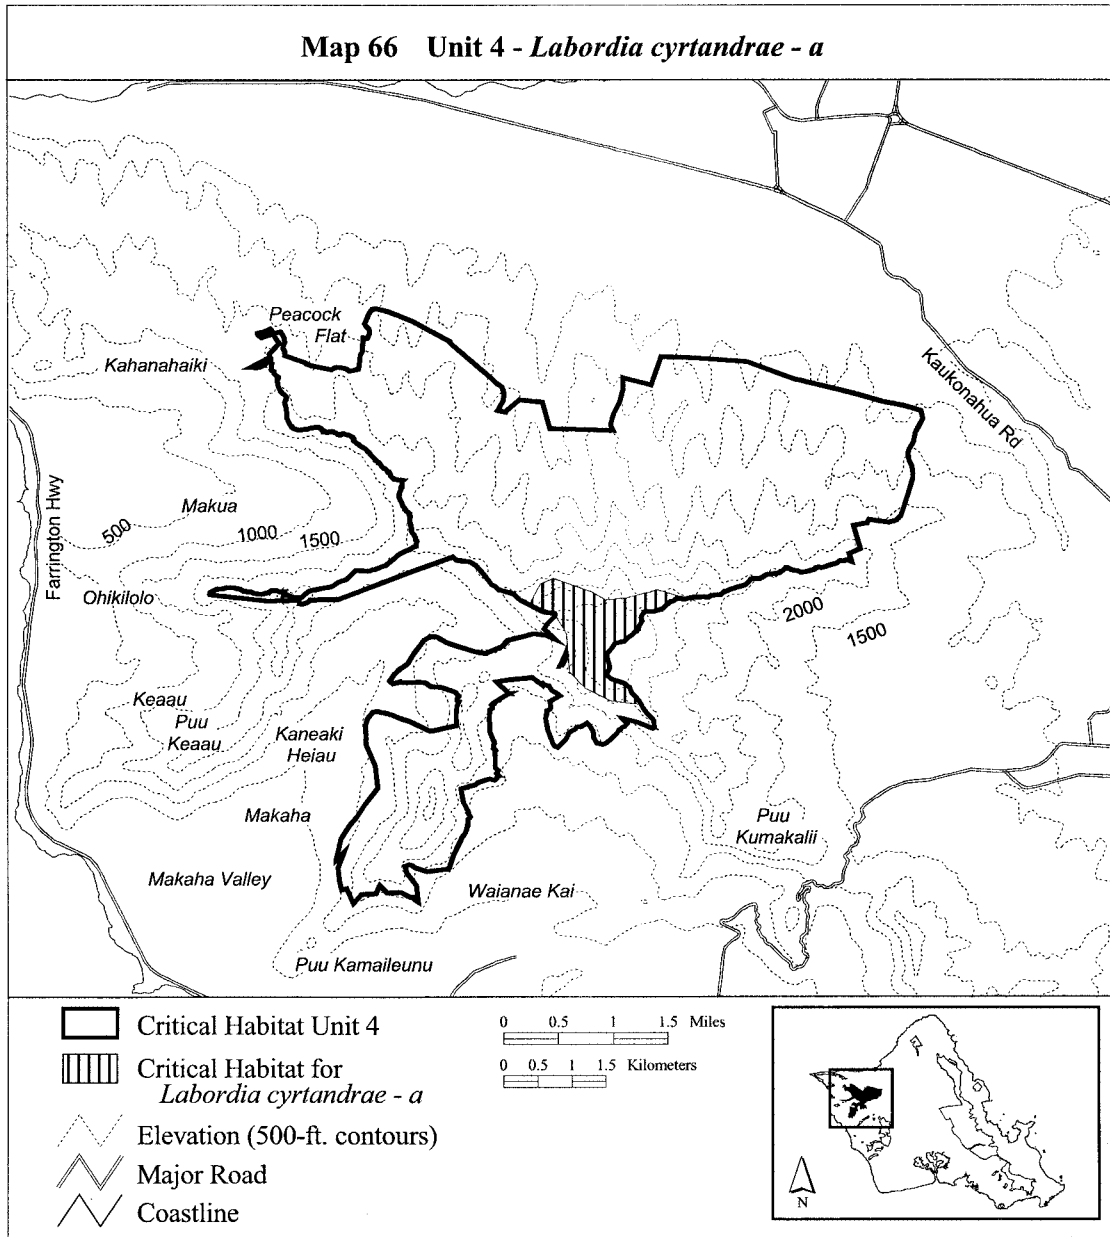 Map 66 Unit 4 - Labordia cyrtandrae - a
Peacock
Flat
Kahanahaiki
Kaukonahua Rd
Farrington Hwy
Makua
500
1000
1500
Ohikilolo
2000
1500
Keaau
Puu
Keaau
Kaneaki
Heiau
Makaha
Puu
Kumakalii
Makaha Valley
Waianae Kai
Puu Kamaileunu
Critical Habitat Unit 4
Critical Habitat for
Labordia cyrtandrae - a
Elevation (500-ft. contours)
Major Road
Coastline
0 0.5 1 1.5 Miles
0 0.5 1 1.5 Kilometers
N